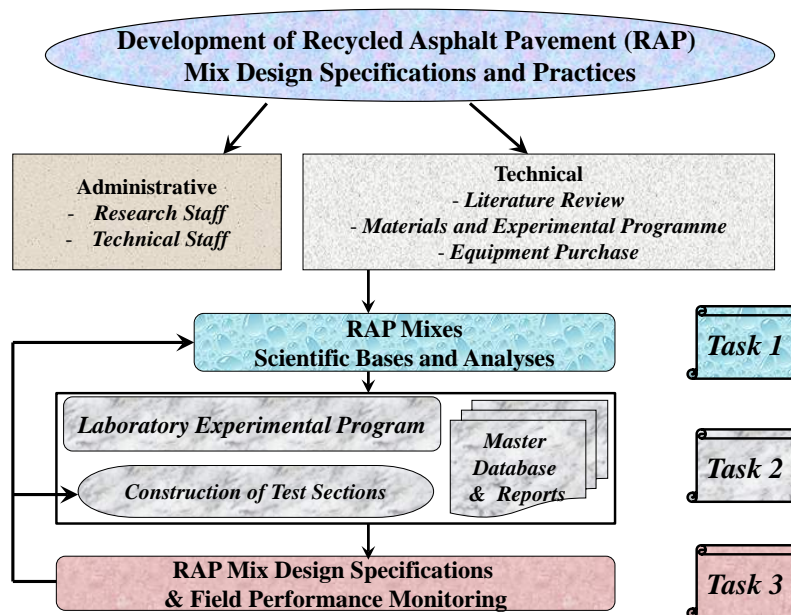 Development of Recycled Asphalt Pavement (RAP)
Mix Design Specifications and Practices
Administrative
- Research Staff
- Technical Staff
Technical
- Literature Review
- Materials and Experimental Programme
- Equipment Purchase
RAP Mixes
Scientific Bases and Analyses
Task 1
Laboratory Experimental Program
Master
Database
& Reports
Construction of Test Sections
Task 2
RAP Mix Design Specifications
& Field Performance Monitoring
Task 3